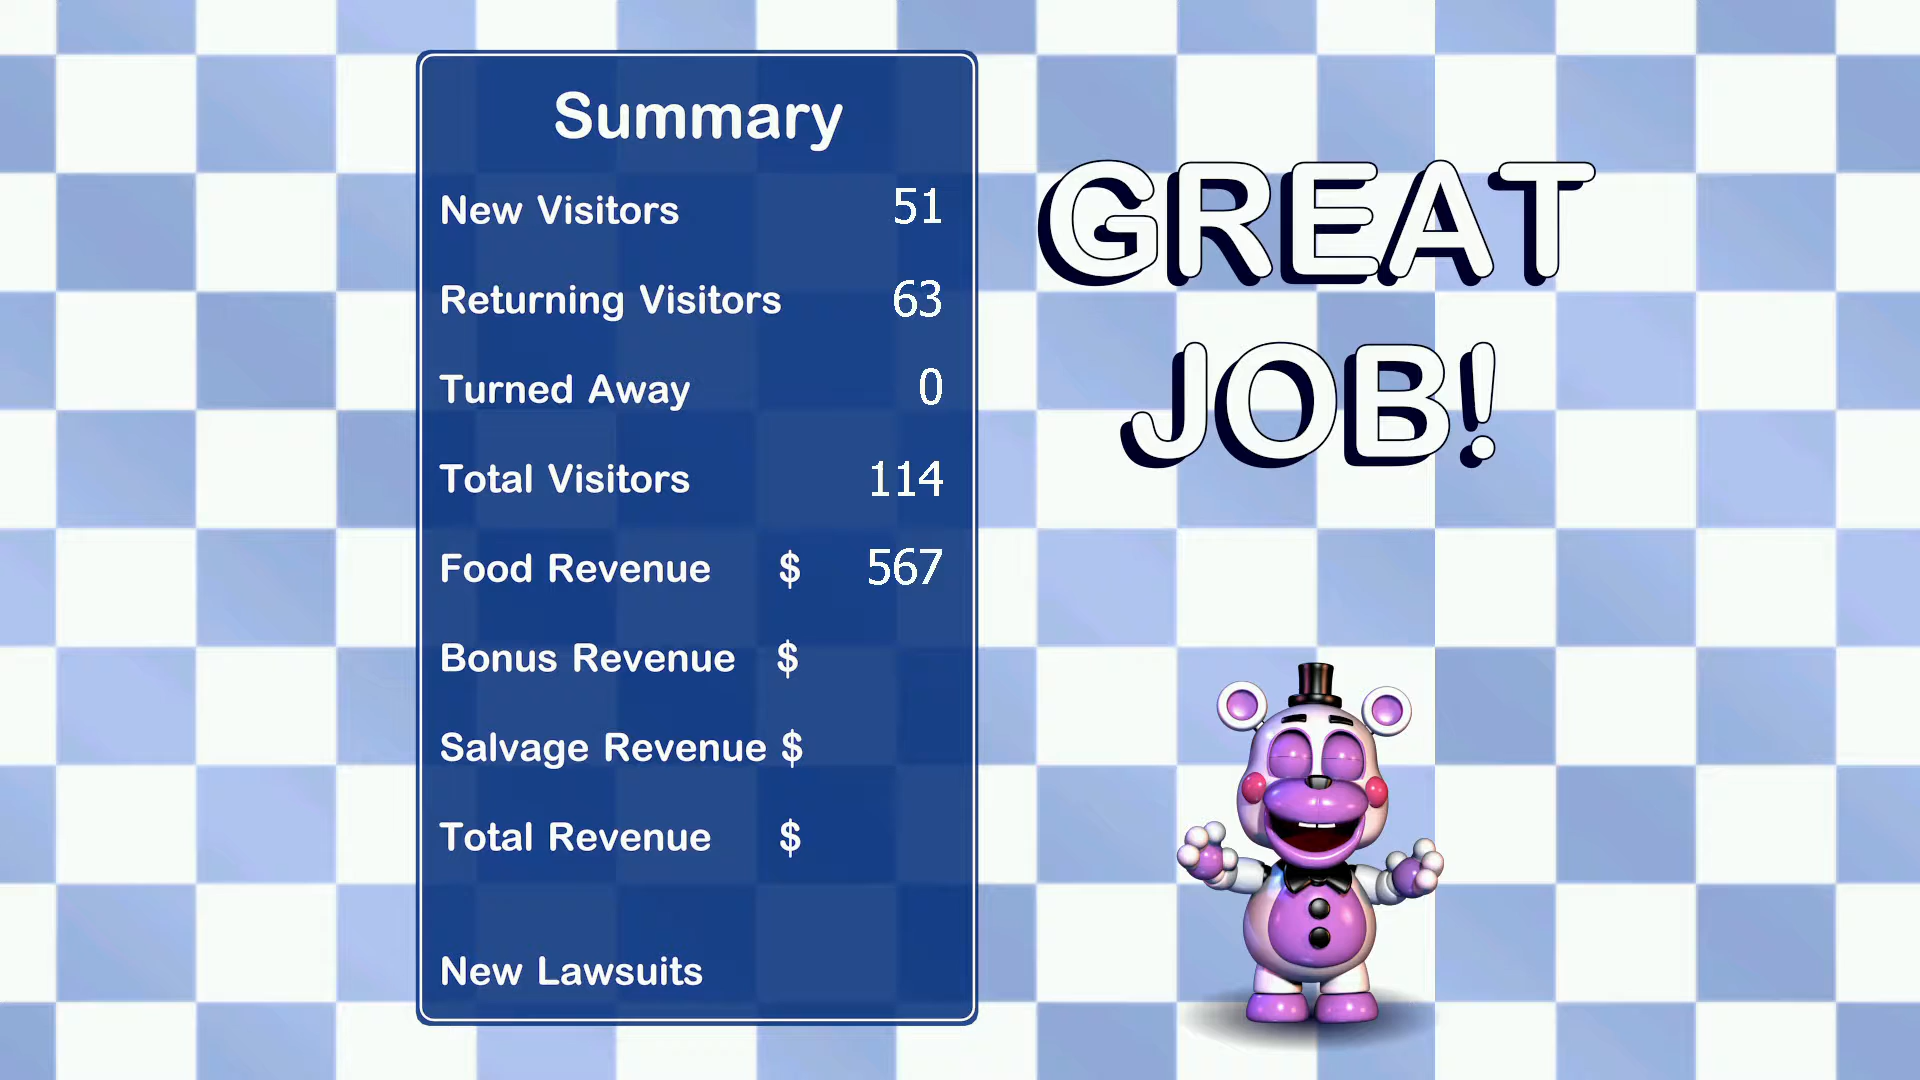 Summary
New Visitors 51
Returning Visitors 63
Turned Away 0
Total Visitors 114
Food Revenue $ 567
Bonus Revenue $
Salvage Revenue $
Total Revenue $
New Lawsuits
GREAT
JOB!